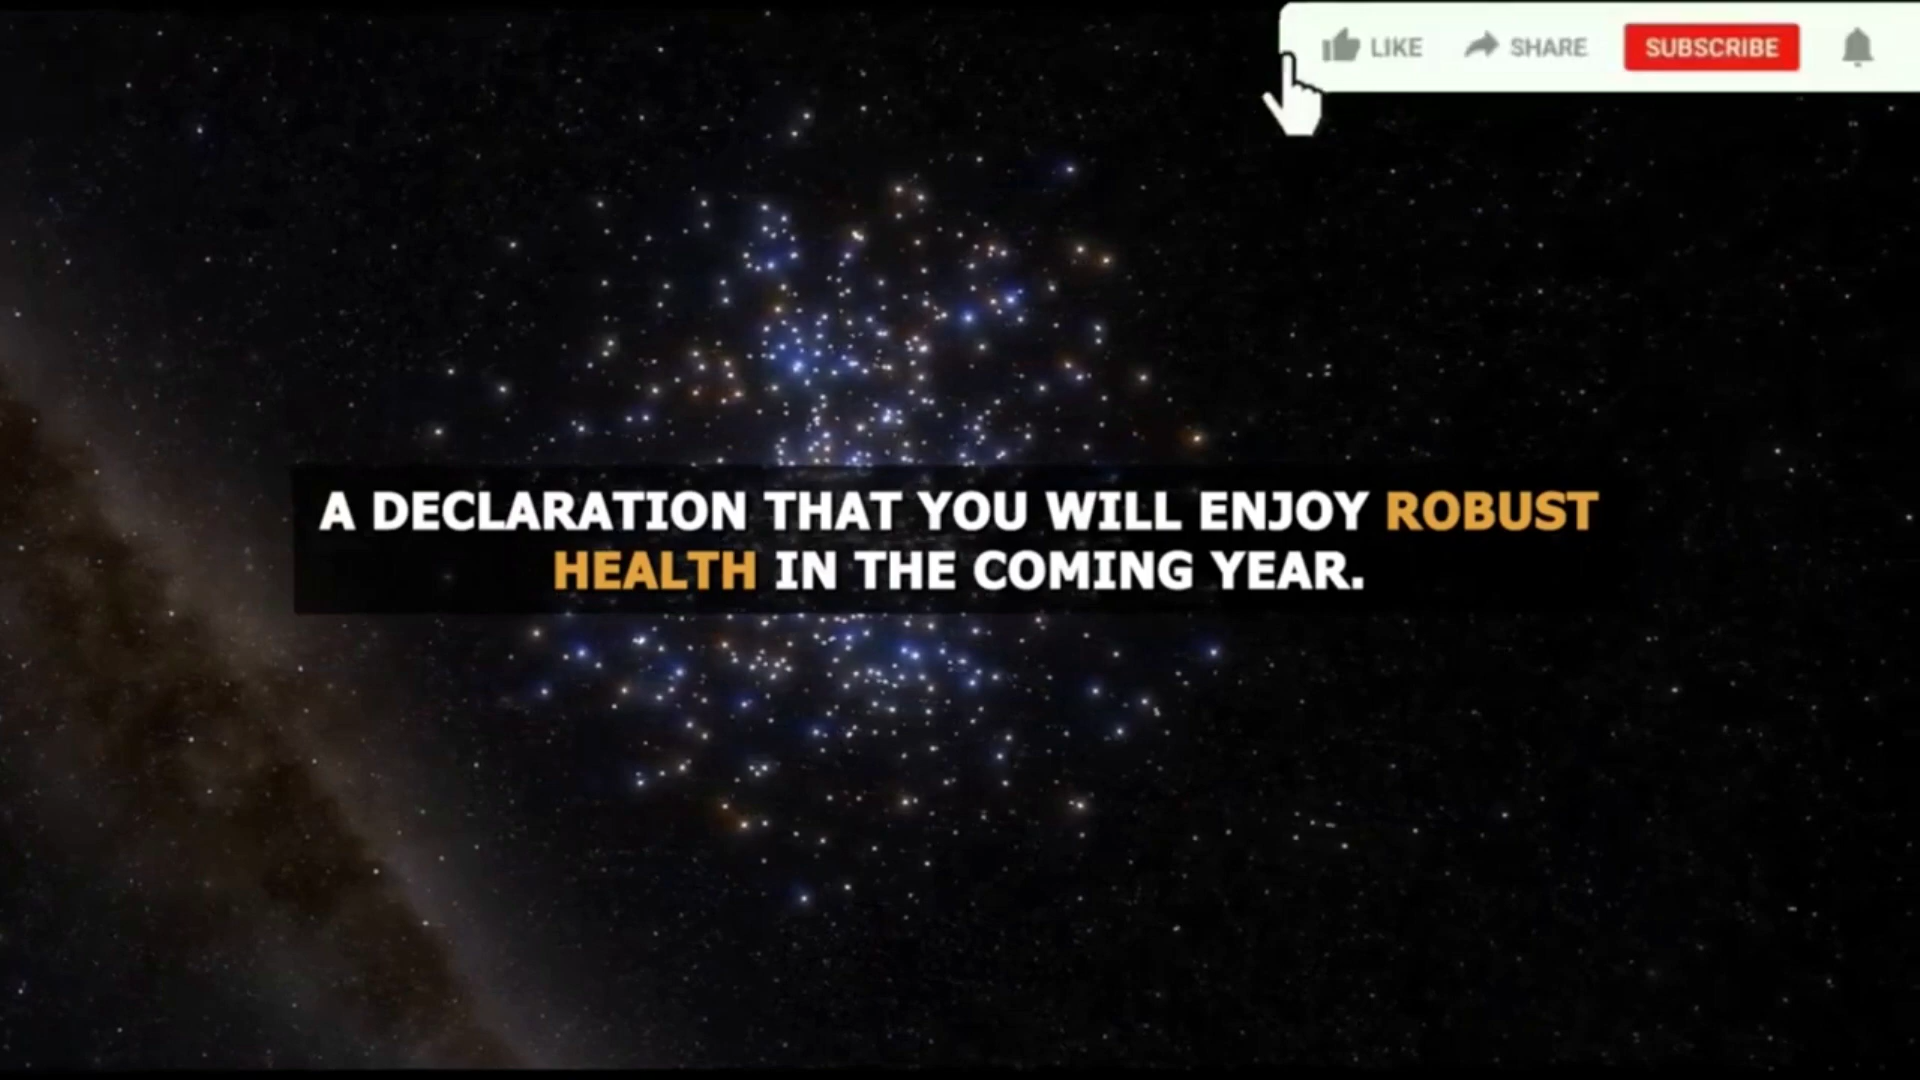 LIKE SHARE SUBSCRIBE
A DECLARATION THAT YOU WILL ENJOY ROBUST
HEALTH IN THE COMING YEAR.